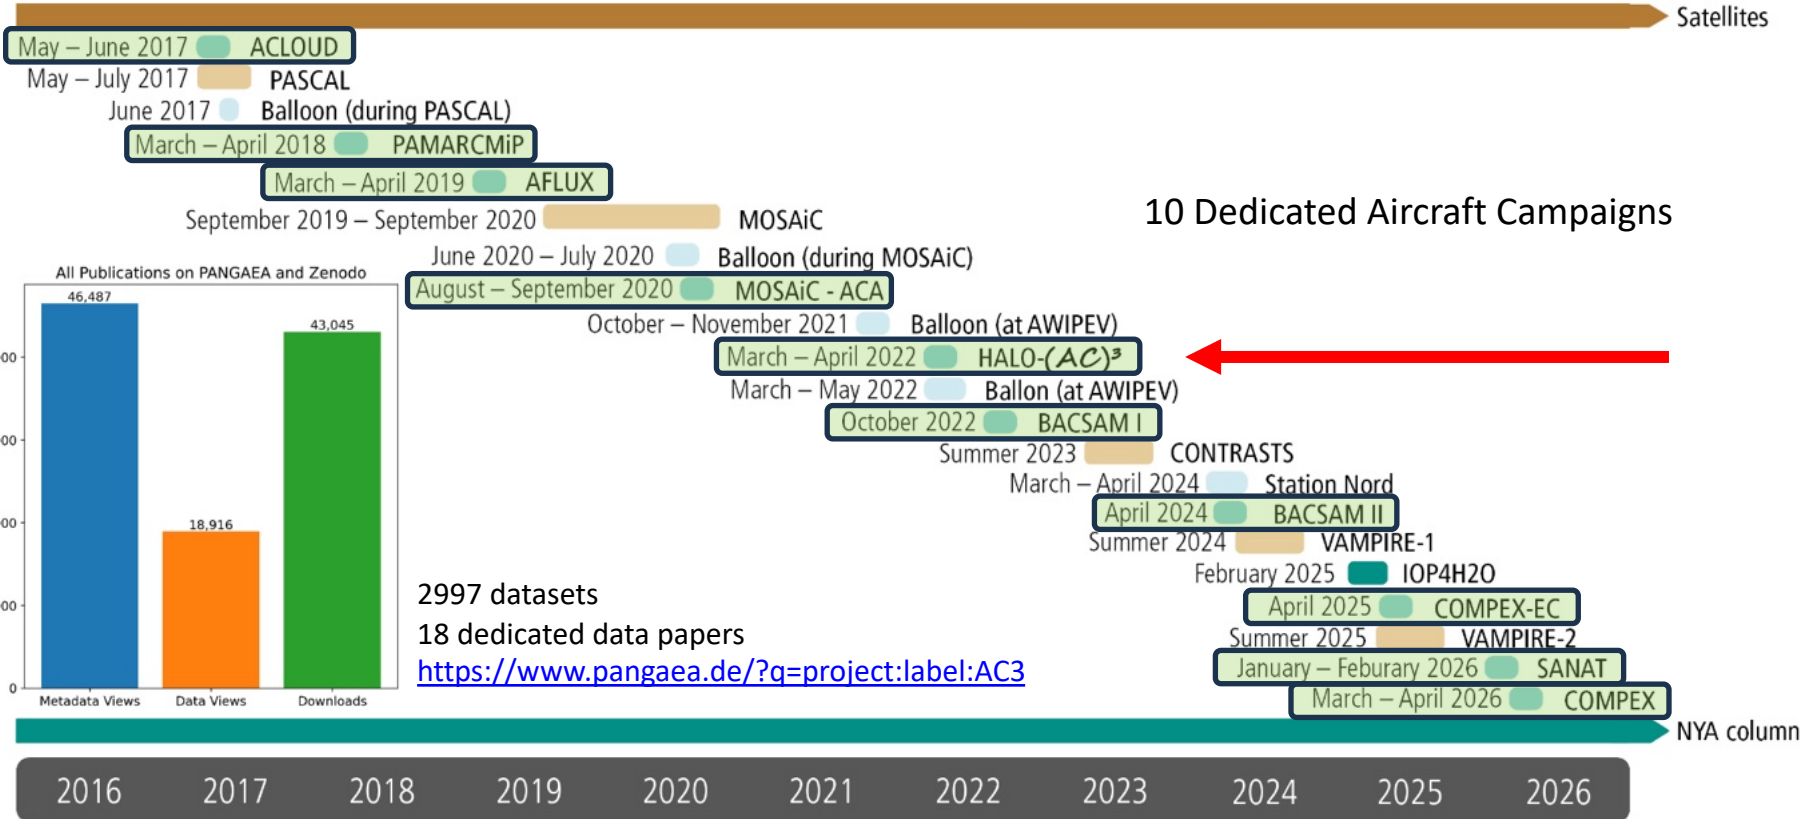 Satellites
May – June 2017 ACLOUD
May – July 2017 PASCAL
June 2017 Balloon (during PASCAL)
March – April 2018 PAMARCMiP
March – April 2019 AFLUX
September 2019 – September 2020 MOSAiC
10 Dedicated Aircraft Campaigns
June 2020 – July 2020 Balloon (during MOSAiC)
August – September 2020 MOSAiC - ACA
October – November 2021 Balloon (at AWIPEV)
March – April 2022 HALO-(AC)³
March – May 2022 Ballon (at AWIPEV)
October 2022 BACSAM I
Summer 2023 CONTRASTS
March – April 2024 Station Nord
April 2024 BACSAM II
Summer 2024 VAMPIRE-1
February 2025 IOP4H2O
April 2025 COMPEX-EC
Summer 2025 VAMPIRE-2
January – Feburary 2026 SANAT
March – April 2026 COMPEX
All Publications on PANGAEA and Zenodo
46,487
43,045
18,916
00
00
00
00
0
Metadata Views Data Views Downloads
2997 datasets
18 dedicated data papers
https://www.pangaea.de/?q=project:label:AC3
NYA column
2016 2017 2018 2019 2020 2021 2022 2023 2024 2025 2026